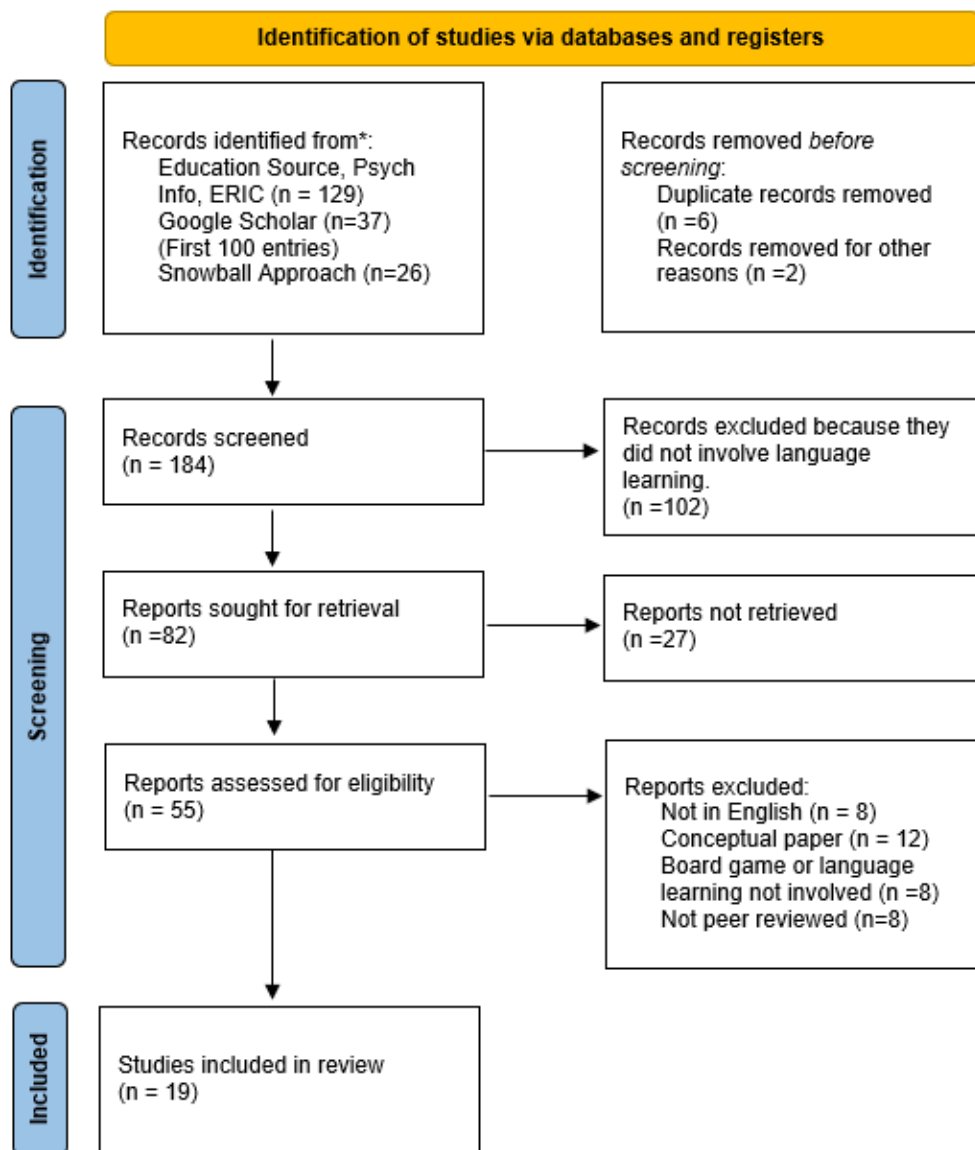 Identification of studies via databases and registers
Identification
Records identified from*:
Education Source, Psych
Info, ERIC (n = 129)
Google Scholar (n=37)
(First 100 entries)
Snowball Approach (n=26)
Records removed before
screening:
Duplicate records removed
(n =6)
Records removed for other
reasons (n =2)
Screening
Records screened
(n = 184)
Records excluded because they
did not involve language
learning.
(n =102)
Reports sought for retrieval
(n =82)
Reports not retrieved
(n =27)
Reports assessed for eligibility
(n = 55)
Reports excluded:
Not in English (n = 8)
Conceptual paper (n = 12)
Board game or language
learning not involved (n =8)
Not peer reviewed (n=8)
Included
Studies included in review
(n = 19)